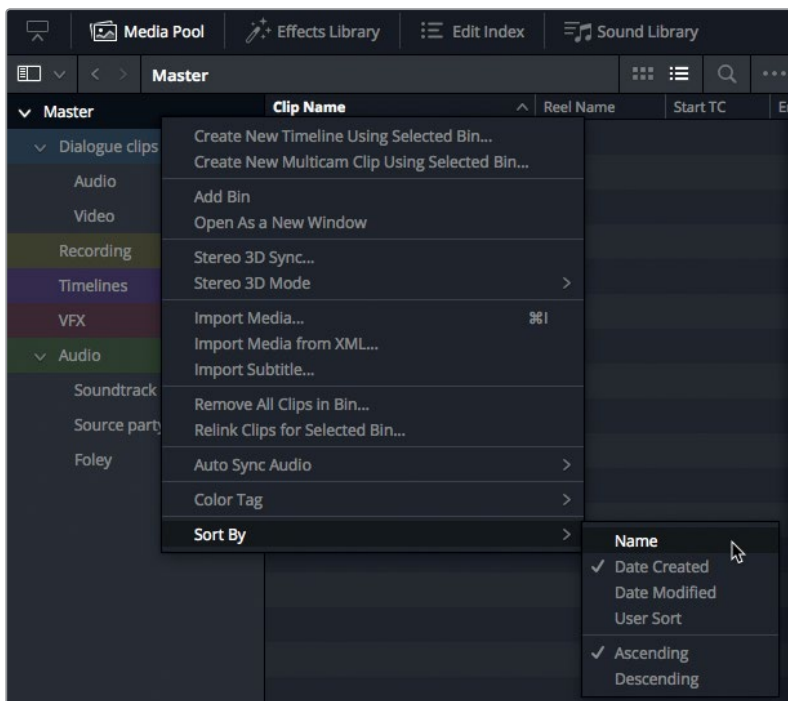 Media Pool Effects Library Edit Index Sound Library
Master
Master
Clip Name Reel Name Start TC
Dialogue clips
Audio
Video
Recording
Timelines
VFX
Audio
Soundtrack
Source party
Foley
Create New Timeline Using Selected Bin...
Create New Multicam Clip Using Selected Bin...
Add Bin
Open As a New Window
Stereo 3D Sync...
Stereo 3D Mode
Import Media... ⌘I
Import Media from XML...
Import Subtitle...
Remove All Clips in Bin...
Relink Clips for Selected Bin...
Auto Sync Audio
Color Tag
Sort By
Name
Date Created
Date Modified
User Sort
Ascending
Descending